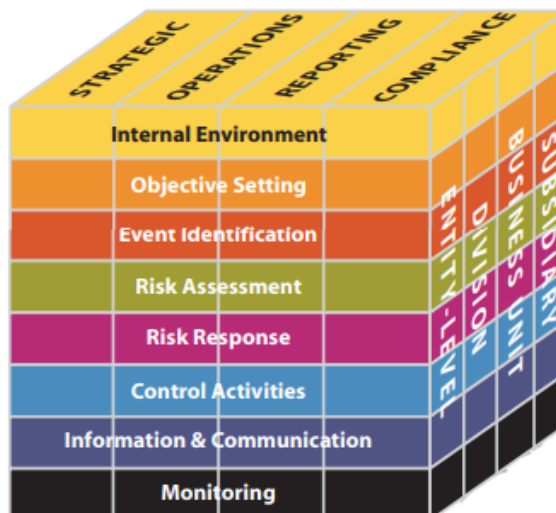 STRATEGIC
OPERATIONS
REPORTING
COMPLIANCE
Internal Environment
Objective Setting
Event Identification
Risk Assessment
Risk Response
Control Activities
Information & Communication
Monitoring
ENTITY-LEVEL
DIVISION
BUSINESS UNIT
SUBSIDIARY